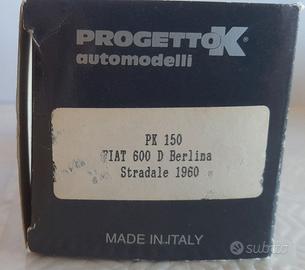 PROGETTO K®
automodelli
PK 150
FIAT 600 D Berlina
Stradale 1960
MADE IN ITALY
subito